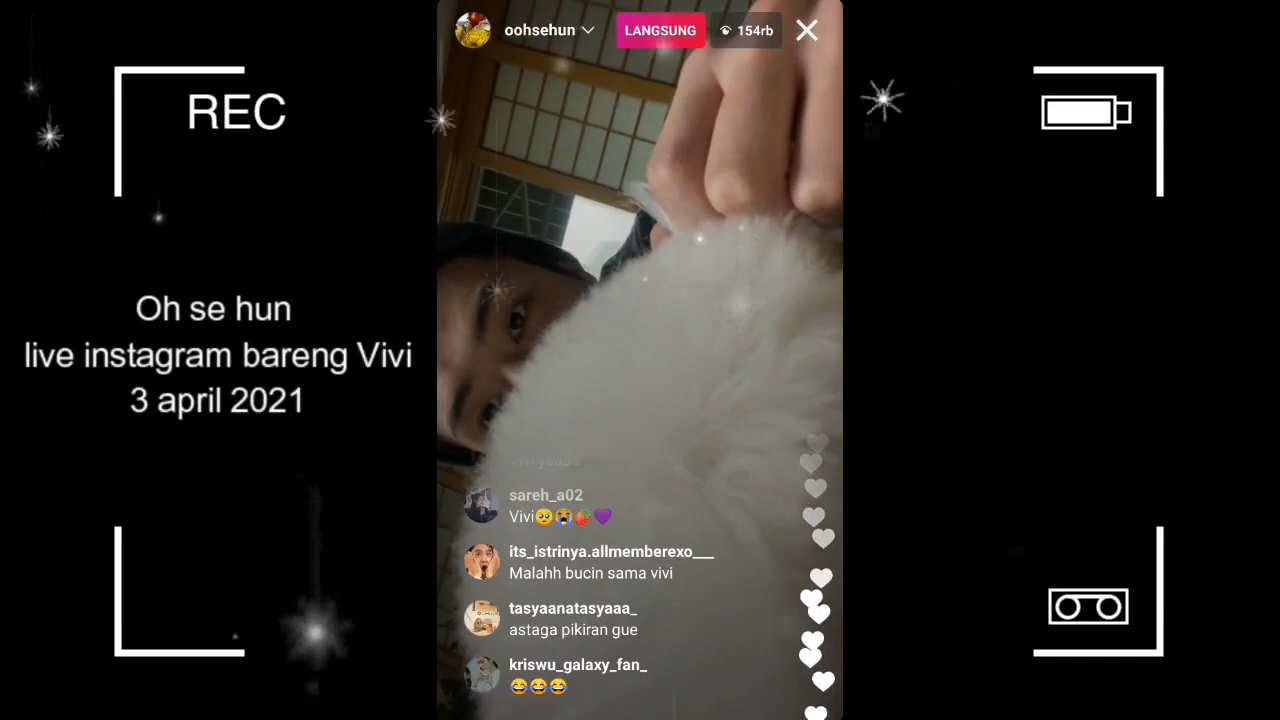 REC
Oh se hun
live instagram bareng Vivi
3 april 2021
oohsehun
LANGSUNG
154rb
sareh_a02
Vivi🥺😭🍓💜
its_istrinya.allmemberexo___
Malahh bucin sama vivi
tasyaanatasyaaa_
astaga pikiran gue
kriswu_galaxy_fan_
😂😂😂